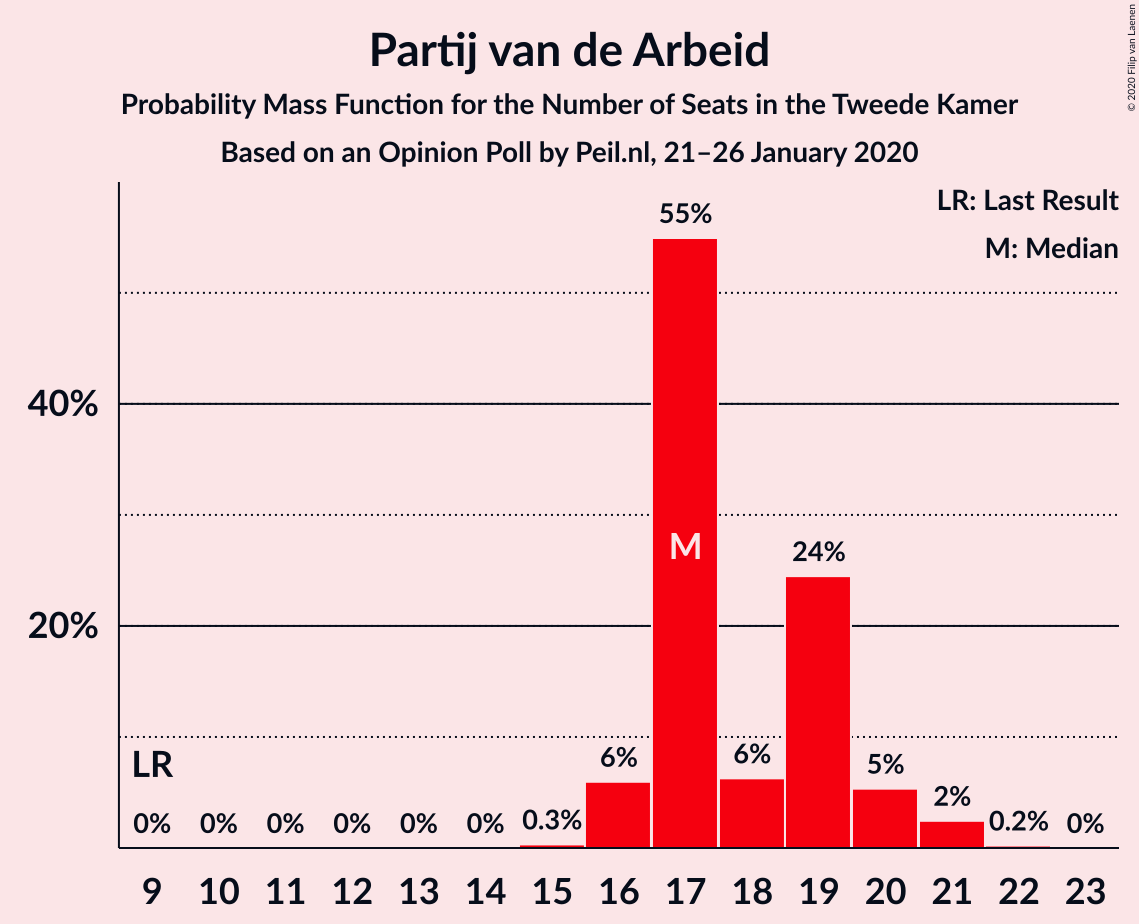 Partij van de Arbeid
Probability Mass Function for the Number of Seats in the Tweede Kamer
Based on an Opinion Poll by Peil.nl, 21–26 January 2020
© 2020 Filip van Laenen
LR: Last Result
M: Median
55%
40%
M
24%
20%
LR
6%
6%
5%
2%
0% 0% 0% 0% 0% 0% 0.3% 0.2% 0%
9 10 11 12 13 14 15 16 17 18 19 20 21 22 23